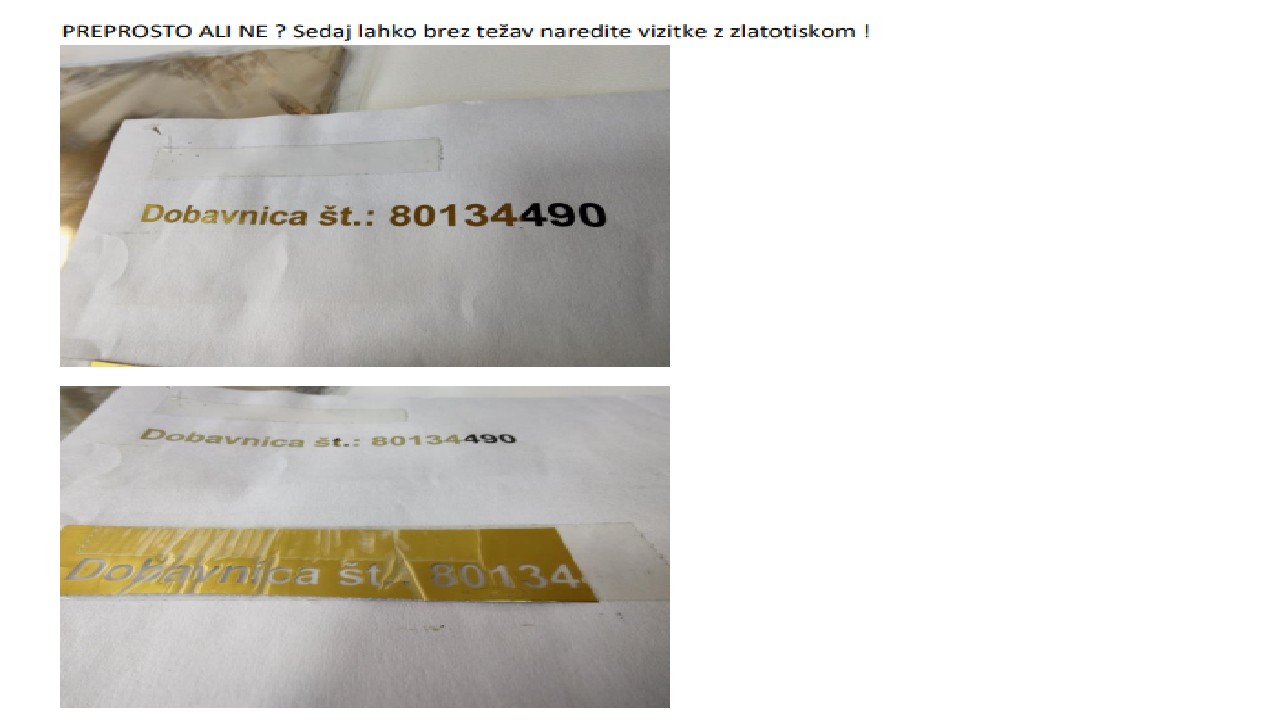 PREPROSTO ALI NE ? Sedaj lahko brez težav naredite vizitke z zlatotiskom !
Dobavnica št.: 80134490
Dobavnica št.: 80134490
Dobavnica št.: 80134